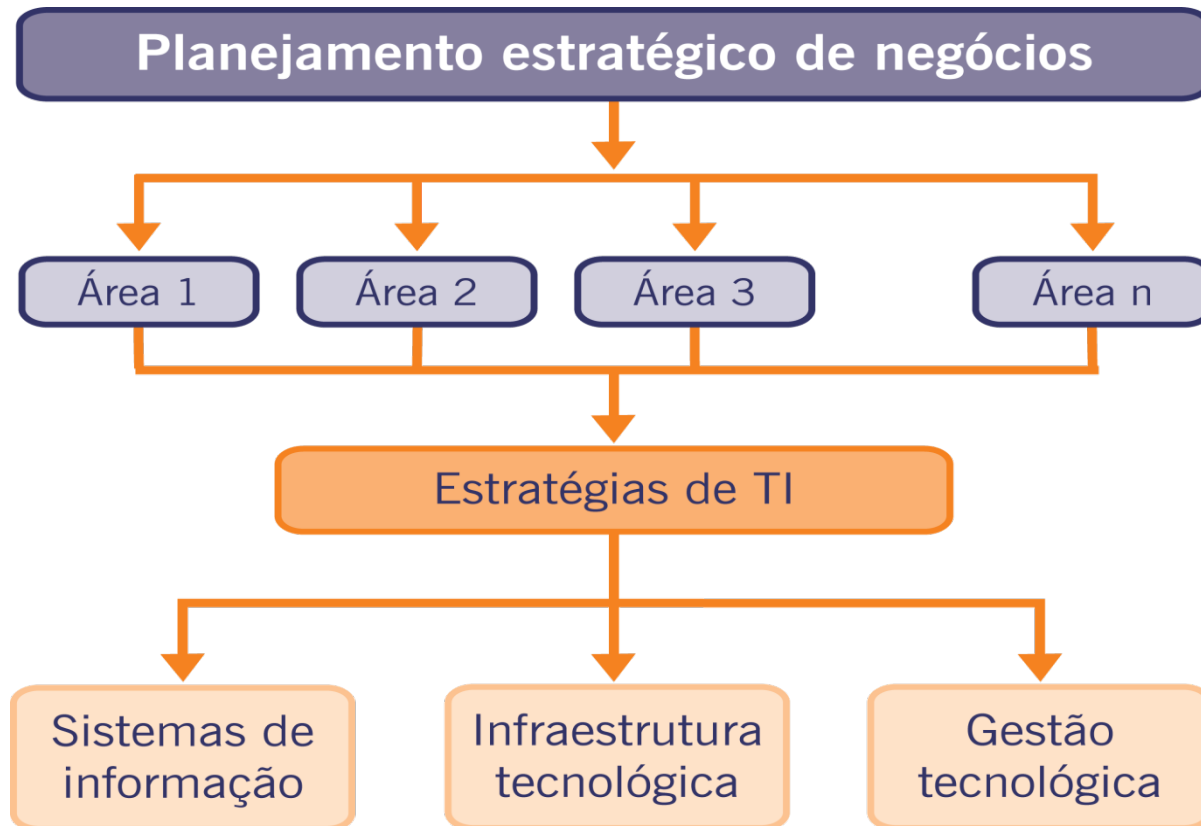 Planejamento estratégico de negócios
Área 1
Área 2
Área 3
Área n
Estratégias de TI
Sistemas de
informação
Infraestrutura
tecnológica
Gestão
tecnológica